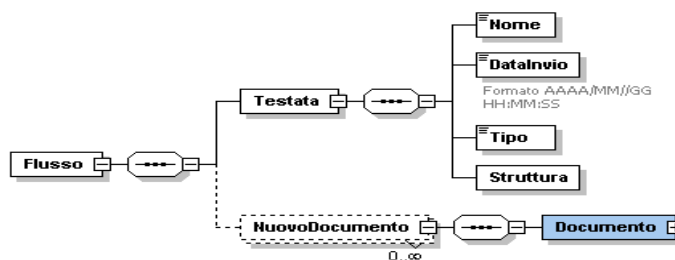 Nome
DataInvio
Formato AAAA/MM//GG
HH:MM:SS
Testata
Tipo
Flusso
Struttura
NuovoDocumento
Documento
0..∞